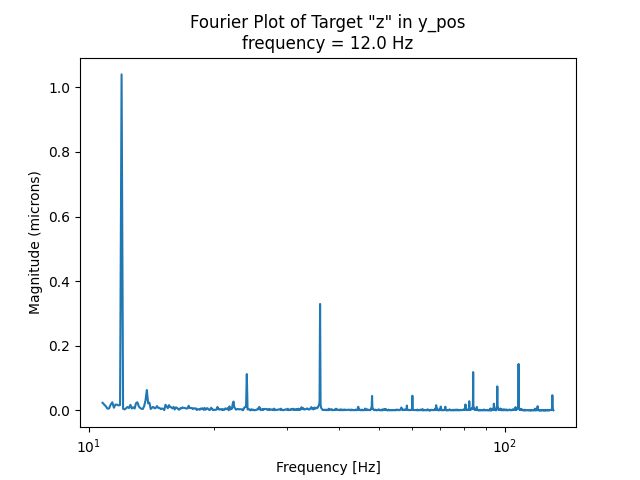 Fourier Plot of Target "z" in y_pos
frequency = 12.0 Hz
1.0
0.8
0.6
0.4
0.2
0.0
Magnitude (microns)
10¹
10²
Frequency [Hz]